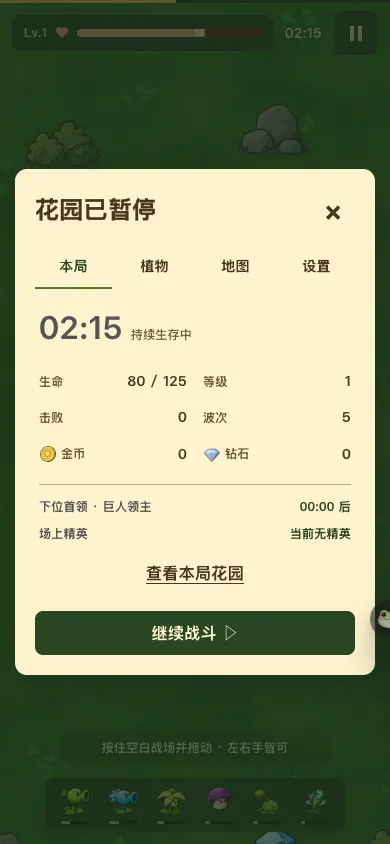 Lv.1
02:15
花园已暂停
×
本局 植物 地图 设置
02:15 持续生存中
生命 80 / 125 等级 1
击败 0 波次 5
金币 0 钻石 0
下位首领 · 巨人领主 00:00 后
场上精英 当前无精英
查看本局花园
继续战斗 ▷
按住空白战场并拖动 · 左右手皆可